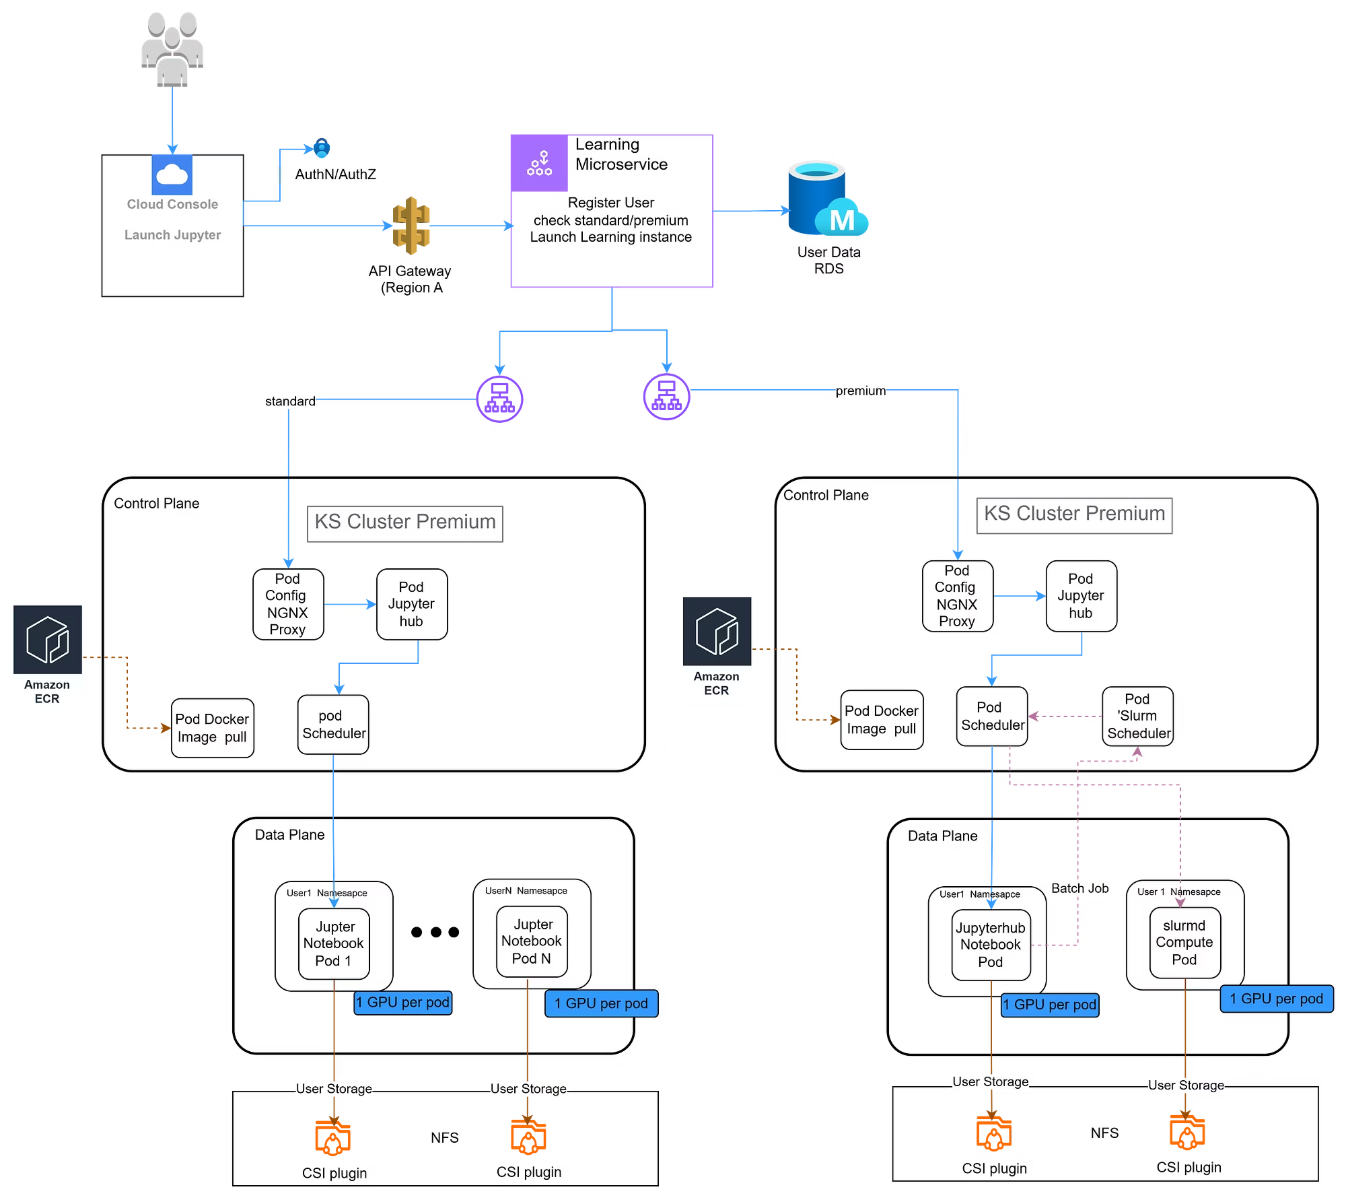 AuthN/AuthZ
Cloud Console
Launch Jupyter
API Gateway
(Region A
Learning
Microservice
Register User
check standard/premium
Launch Learning instance
M
User Data
RDS
standard
premium
Control Plane
KS Cluster Premium
Pod
Config
NGNX
Proxy
Pod
Jupyter
hub
Amazon
ECR
Pod Docker
Image pull
pod
Scheduler
Data Plane
User1 Namesapce
Jupter
Notebook
Pod 1
1 GPU per pod
UserN Namesapce
Jupter
Notebook
Pod N
1 GPU per pod
User Storage
User Storage
NFS
CSI plugin
CSI plugin
Control Plane
KS Cluster Premium
Pod
Config
NGNX
Proxy
Pod
Jupyter
hub
Amazon
ECR
Pod Docker
Image pull
Pod
Scheduler
Pod
'Slurm
Scheduler
Data Plane
User1 Namesapce
Jupyterhub
Notebook
Pod
1 GPU per pod
Batch Job
User 1 Namesapce
slurmd
Compute
Pod
1 GPU per pod
User Storage
User Storage
NFS
CSI plugin
CSI plugin